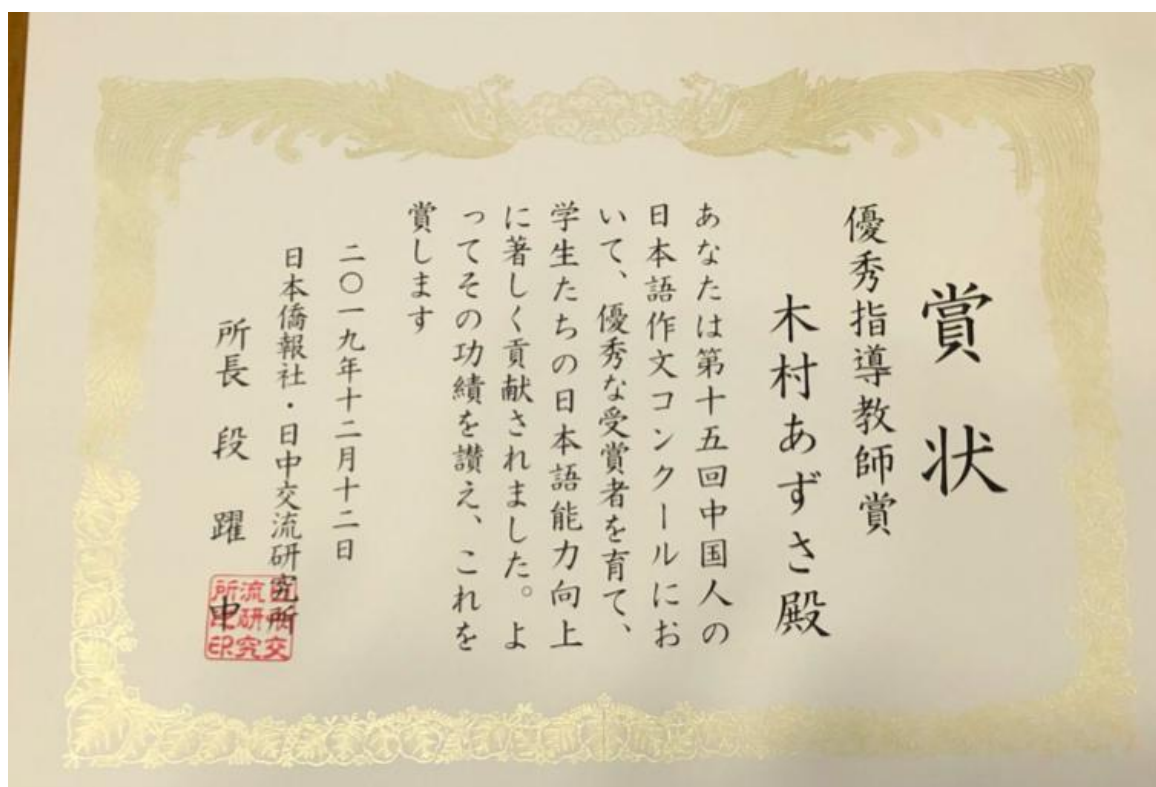 賞状
優秀指導教師賞
木村あずさ殿
あなたは第十五回中国人の
日本語作文コンクールにお
いて、優秀な受賞者を育て、
学生たちの日本語能力向上
に著しく貢献されました。よ
ってその功績を讃え、これを
賞します
二〇一九年十二月十二日
日本僑報社・日中交流研究所
所長 段 躍 中